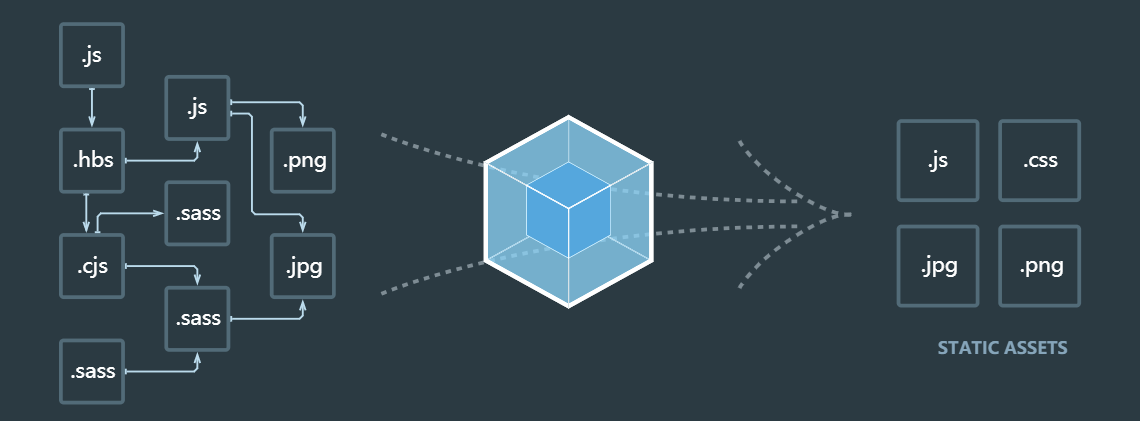 .js
.js
.hbs
.png
.sass
.cjs
.jpg
.sass
.sass
.js
.css
.jpg
.png
STATIC ASSETS